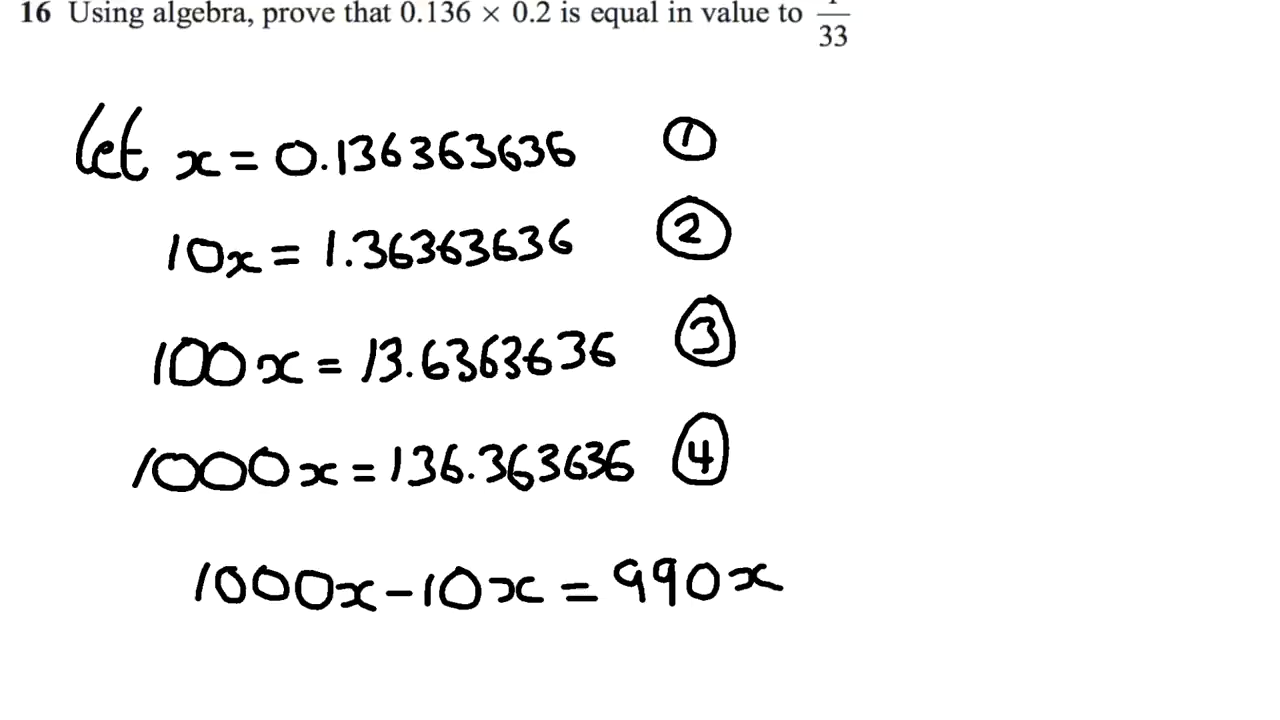 16 Using algebra, prove that 0.136 × 0.2 is equal in value to
33
let x = 0.136363636 ①
10x = 1.36363636 ②
100x = 13.6363636 ③
1000x = 136.363636 ④
1000x - 10x = 990x